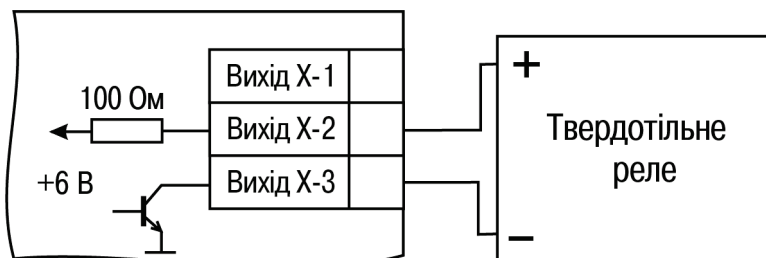 Вихід X-1
100 Ом
Вихід X-2
+6 В
Вихід X-3
+
Твердотільне
реле
−